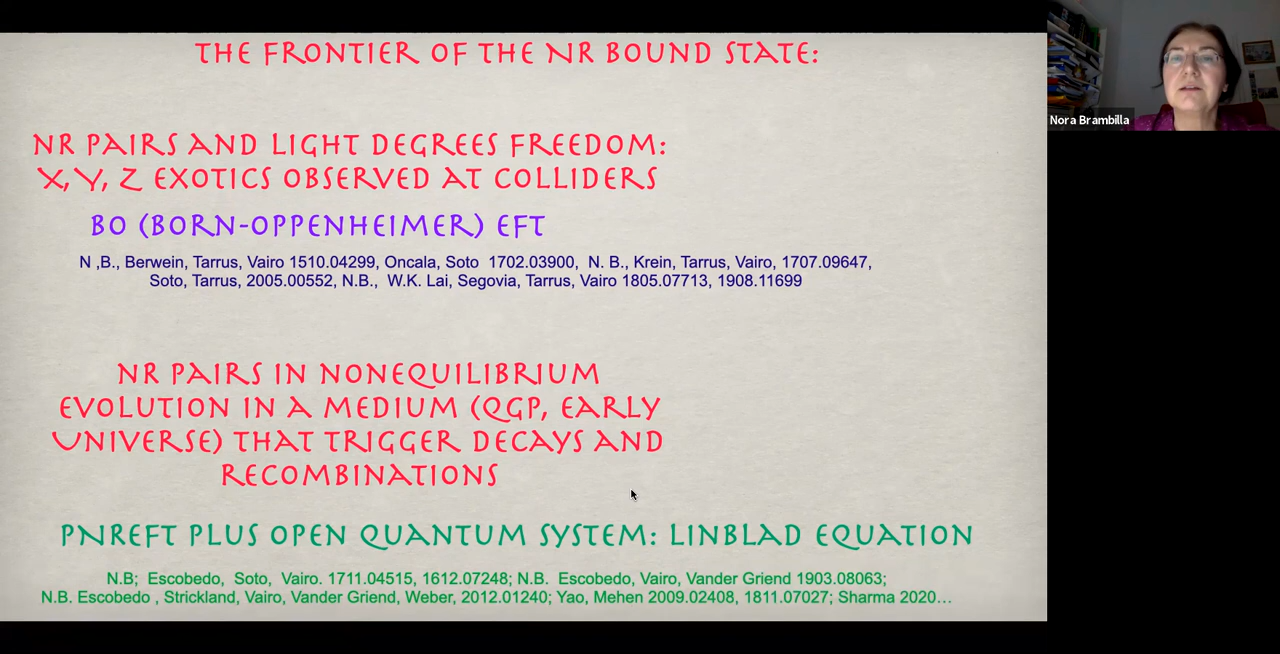 THE FRONTIER OF THE NR BOUND STATE:
NR PAIRS AND LIGHT DEGREES FREEDOM:
X, Y, Z EXOTICS OBSERVED AT COLLIDERS
BO (BORN-OPPENHEIMER) EFT
N ,B., Berwein, Tarrus, Vairo 1510.04299, Oncala, Soto 1702.03900, N. B., Krein, Tarrus, Vairo, 1707.09647,
Soto, Tarrus, 2005.00552, N.B., W.K. Lai, Segovia, Tarrus, Vairo 1805.07713, 1908.11699
NR PAIRS IN NONEQUILIBRIUM
EVOLUTION IN A MEDIUM (QGP, EARLY
UNIVERSE) THAT TRIGGER DECAYS AND
RECOMBINATIONS
PNREFT PLUS OPEN QUANTUM SYSTEM: LINBLAD EQUATION
N.B; Escobedo, Soto, Vairo. 1711.04515, 1612.07248; N.B. Escobedo, Vairo, Vander Griend 1903.08063;
N.B. Escobedo , Strickland, Vairo, Vander Griend, Weber, 2012.01240; Yao, Mehen 2009.02408, 1811.07027; Sharma 2020…
Nora Brambilla